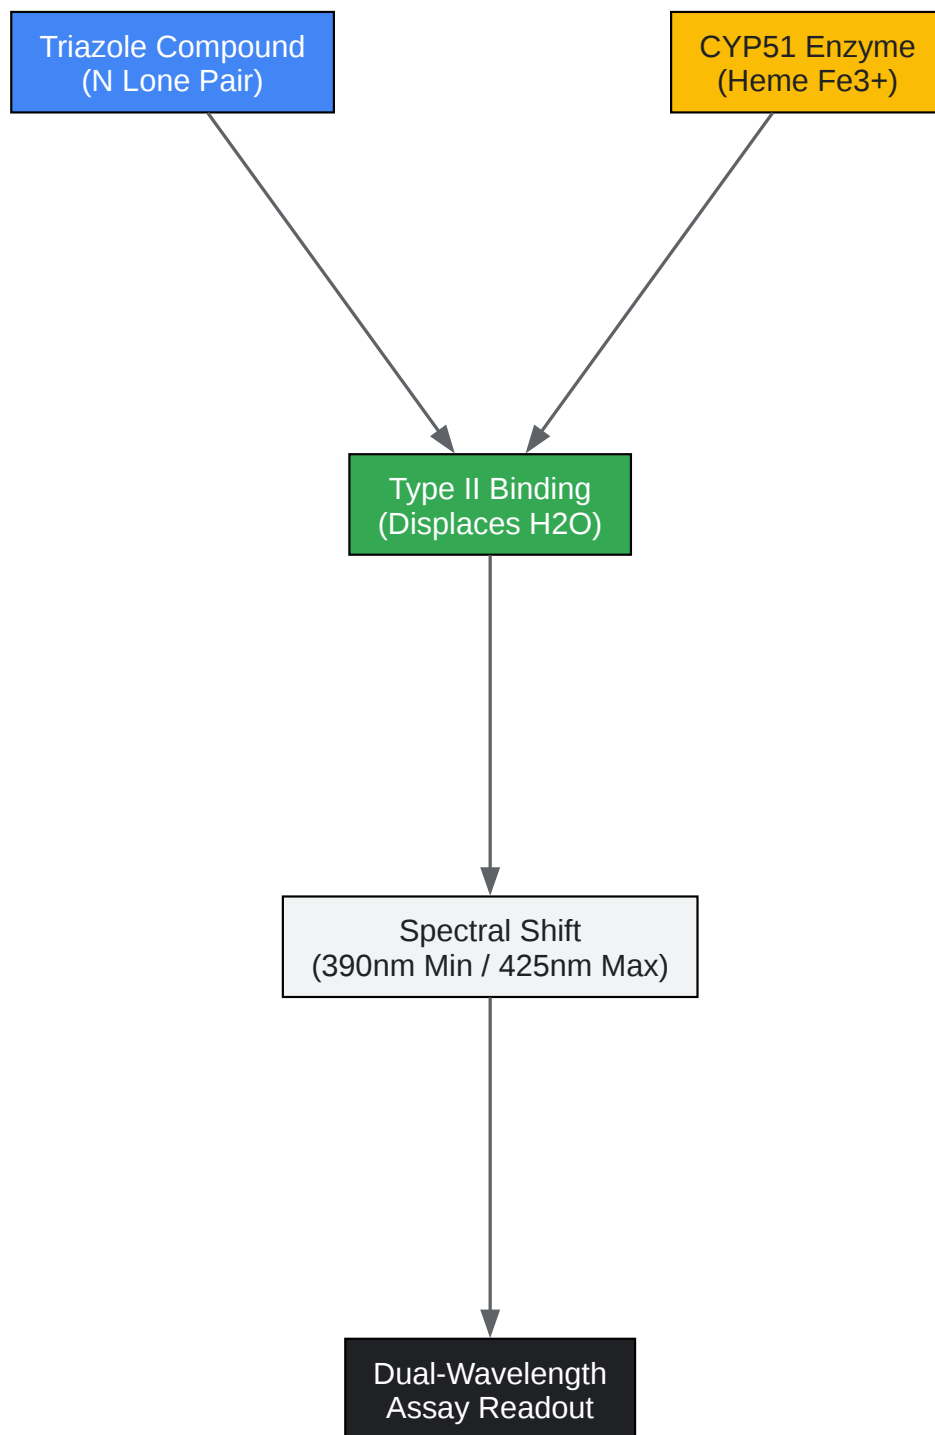 Triazole Compound
(N Lone Pair)
CYP51 Enzyme
(Heme Fe3+)
Type II Binding
(Displaces H2O)
Spectral Shift
(390nm Min / 425nm Max)
Dual-Wavelength
Assay Readout